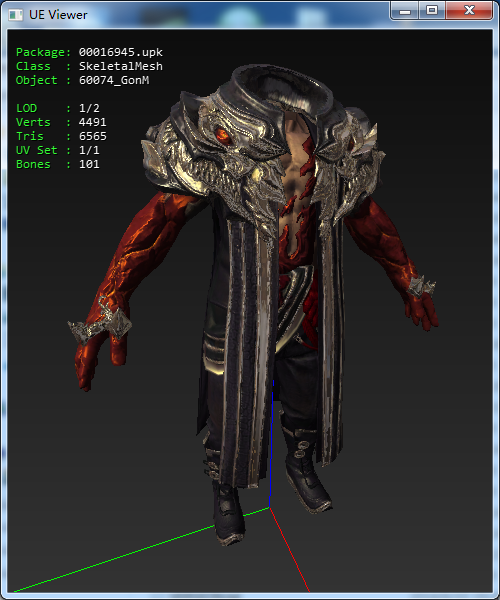 UE Viewer
Package: 00016945.upk
Class : SkeletalMesh
Object : 60074_GonM
LOD : 1/2
Verts : 4491
Tris : 6565
UV Set : 1/1
Bones : 101